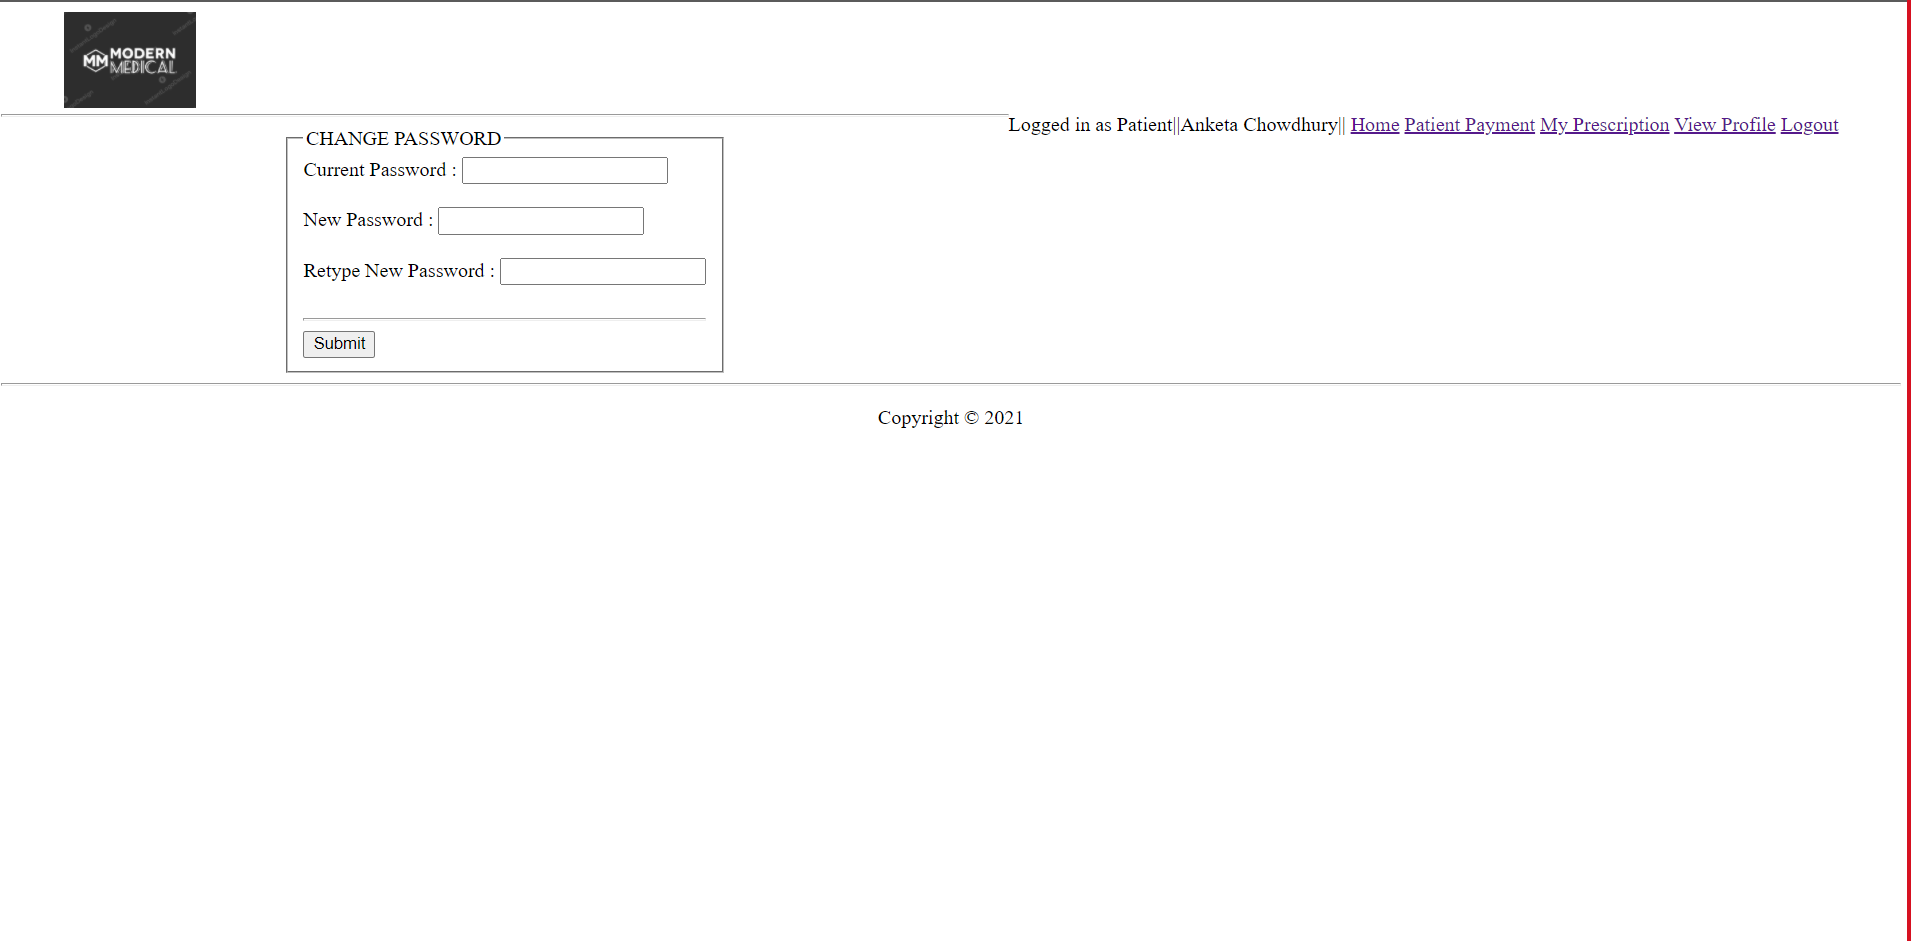 MM MODERN
MEDICAL
Logged in as Patient||Anketa Chowdhury|| Home Patient Payment My Prescription View Profile Logout
CHANGE PASSWORD
Current Password :
New Password :
Retype New Password :
Submit
Copyright © 2021